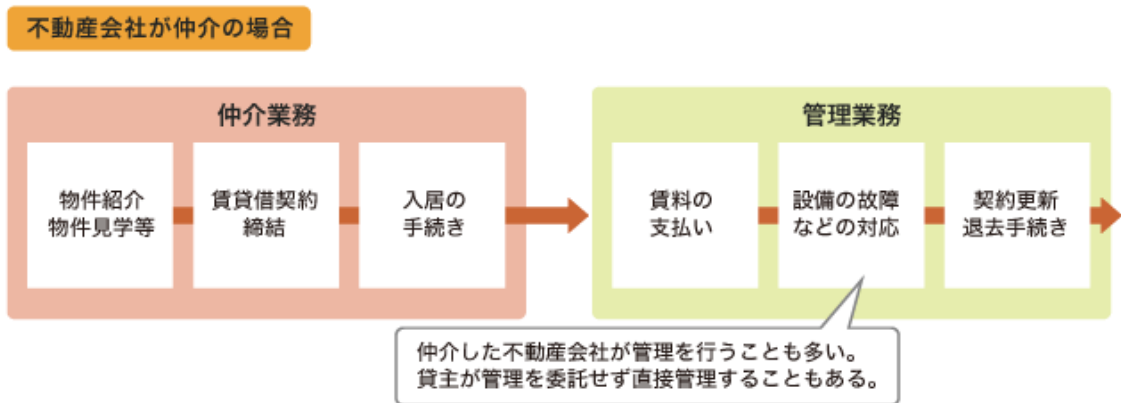 不動産会社が仲介の場合
仲介業務
物件紹介
物件見学等
賃貸借契約
締結
入居の
手続き
管理業務
賃料の
支払い
設備の故障
などの対応
契約更新
退去手続き
仲介した不動産会社が管理を行うことも多い。
貸主が管理を委託せず直接管理することもある。